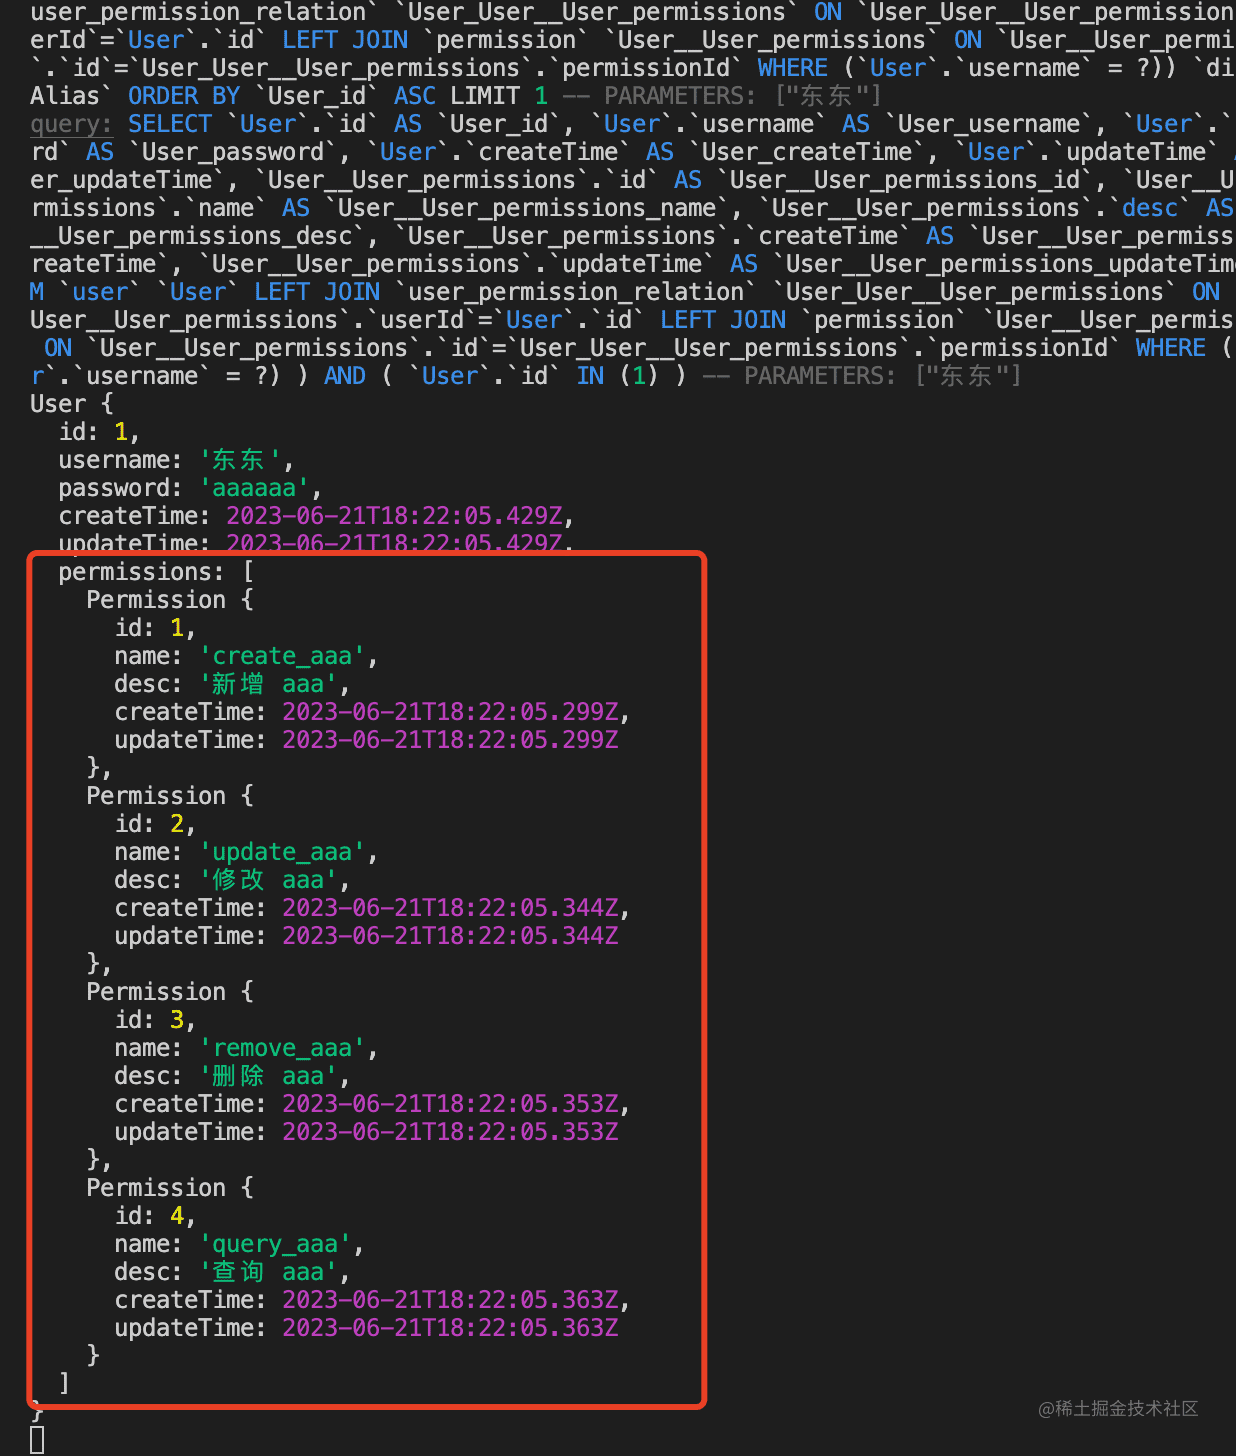 user_permission_relation` `User_User__User_permissions` ON `User_User__User_permission
erId`=`User`.`id` LEFT JOIN `permission` `User__User_permissions` ON `User__User_permi
`.`id`=`User_User__User_permissions`.`permissionId` WHERE (`User`.`username` = ?)) `di
Alias` ORDER BY `User_id` ASC LIMIT 1 -- PARAMETERS: ["东东"]
query: SELECT `User`.`id` AS `User_id`, `User`.`username` AS `User_username`, `User`.`
rd` AS `User_password`, `User`.`createTime` AS `User_createTime`, `User`.`updateTime`
er_updateTime`, `User__User_permissions`.`id` AS `User__User_permissions_id`, `User__U
rmissions`.`name` AS `User__User_permissions_name`, `User__User_permissions`.`desc` AS
__User_permissions_desc`, `User__User_permissions`.`createTime` AS `User__User_permiss
reateTime`, `User__User_permissions`.`updateTime` AS `User__User_permissions_updateTim
M `user` `User` LEFT JOIN `user_permission_relation` `User_User__User_permissions` ON
User__User_permissions`.`userId`=`User`.`id` LEFT JOIN `permission` `User__User_permis
ON `User__User_permissions`.`id`=`User_User__User_permissions`.`permissionId` WHERE (
r`.`username` = ?) ) AND ( `User`.`id` IN (1) ) -- PARAMETERS: ["东东"]
User {
id: 1,
username: '东东',
password: 'aaaaaa',
createTime: 2023-06-21T18:22:05.429Z,
updateTime: 2023-06-21T18:22:05.429Z,
permissions: [
Permission {
id: 1,
name: 'create_aaa',
desc: '新增 aaa',
createTime: 2023-06-21T18:22:05.299Z,
updateTime: 2023-06-21T18:22:05.299Z
},
Permission {
id: 2,
name: 'update_aaa',
desc: '修改 aaa',
createTime: 2023-06-21T18:22:05.344Z,
updateTime: 2023-06-21T18:22:05.344Z
},
Permission {
id: 3,
name: 'remove_aaa',
desc: '删除 aaa',
createTime: 2023-06-21T18:22:05.353Z,
updateTime: 2023-06-21T18:22:05.353Z
},
Permission {
id: 4,
name: 'query_aaa',
desc: '查询 aaa',
createTime: 2023-06-21T18:22:05.363Z,
updateTime: 2023-06-21T18:22:05.363Z
}
]
}
@稀土掘金技术社区